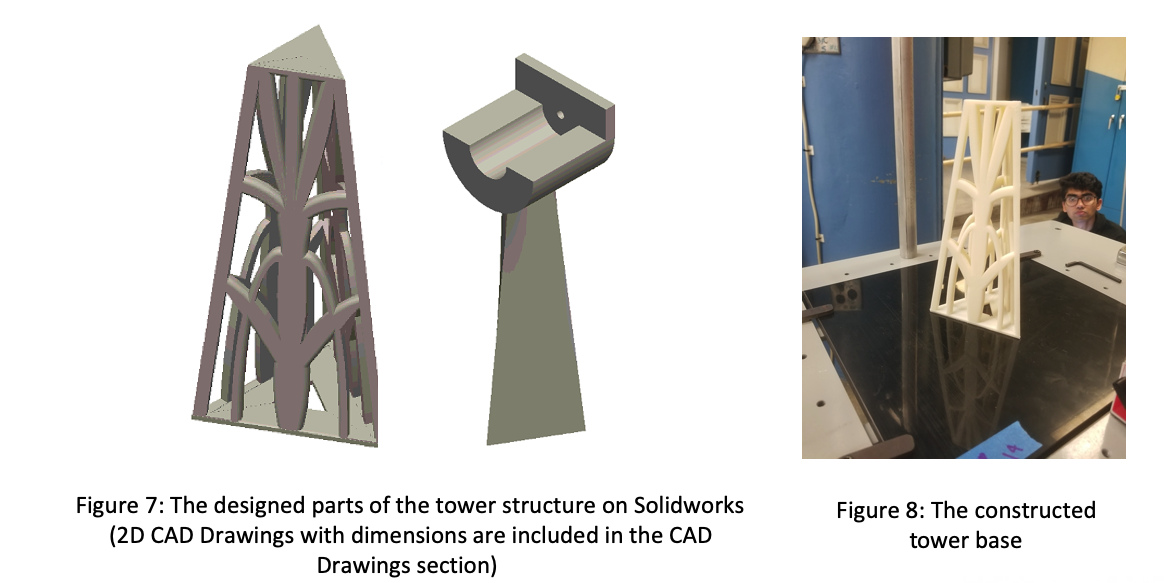 Figure 7: The designed parts of the tower structure on Solidworks
(2D CAD Drawings with dimensions are included in the CAD
Drawings section)
Figure 8: The constructed
tower base